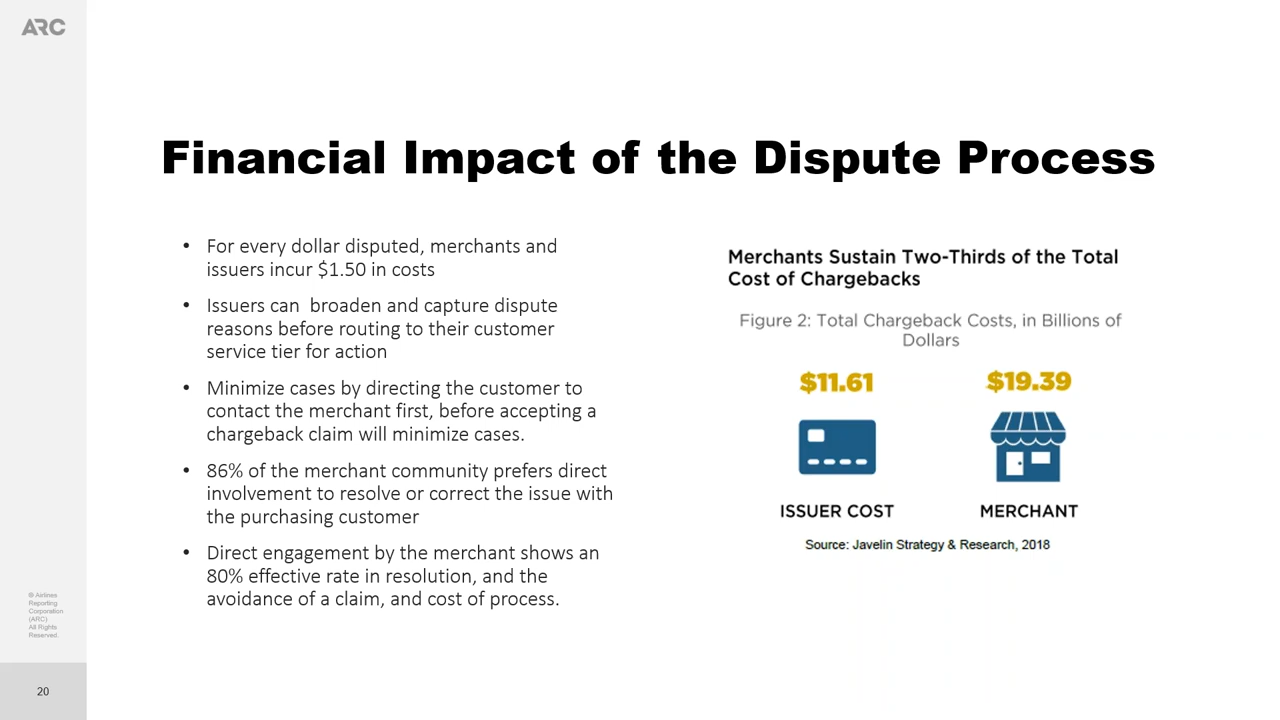 ARC
Financial Impact of the Dispute Process
• For every dollar disputed, merchants and
issuers incur $1.50 in costs
• Issuers can  broaden and capture dispute
reasons before routing to their customer
service tier for action
• Minimize cases by directing the customer to
contact the merchant first, before accepting a
chargeback claim will minimize cases.
• 86% of the merchant community prefers direct
involvement to resolve or correct the issue with
the purchasing customer
• Direct engagement by the merchant shows an
80% effective rate in resolution, and the
avoidance of a claim, and cost of process.
Merchants Sustain Two-Thirds of the Total
Cost of Chargebacks
Figure 2: Total Chargeback Costs, in Billions of
Dollars
$11.61
$19.39
ISSUER COST
MERCHANT
Source: Javelin Strategy & Research, 2018
© Airlines
Reporting
Corporation
(ARC)
All Rights
Reserved.
20